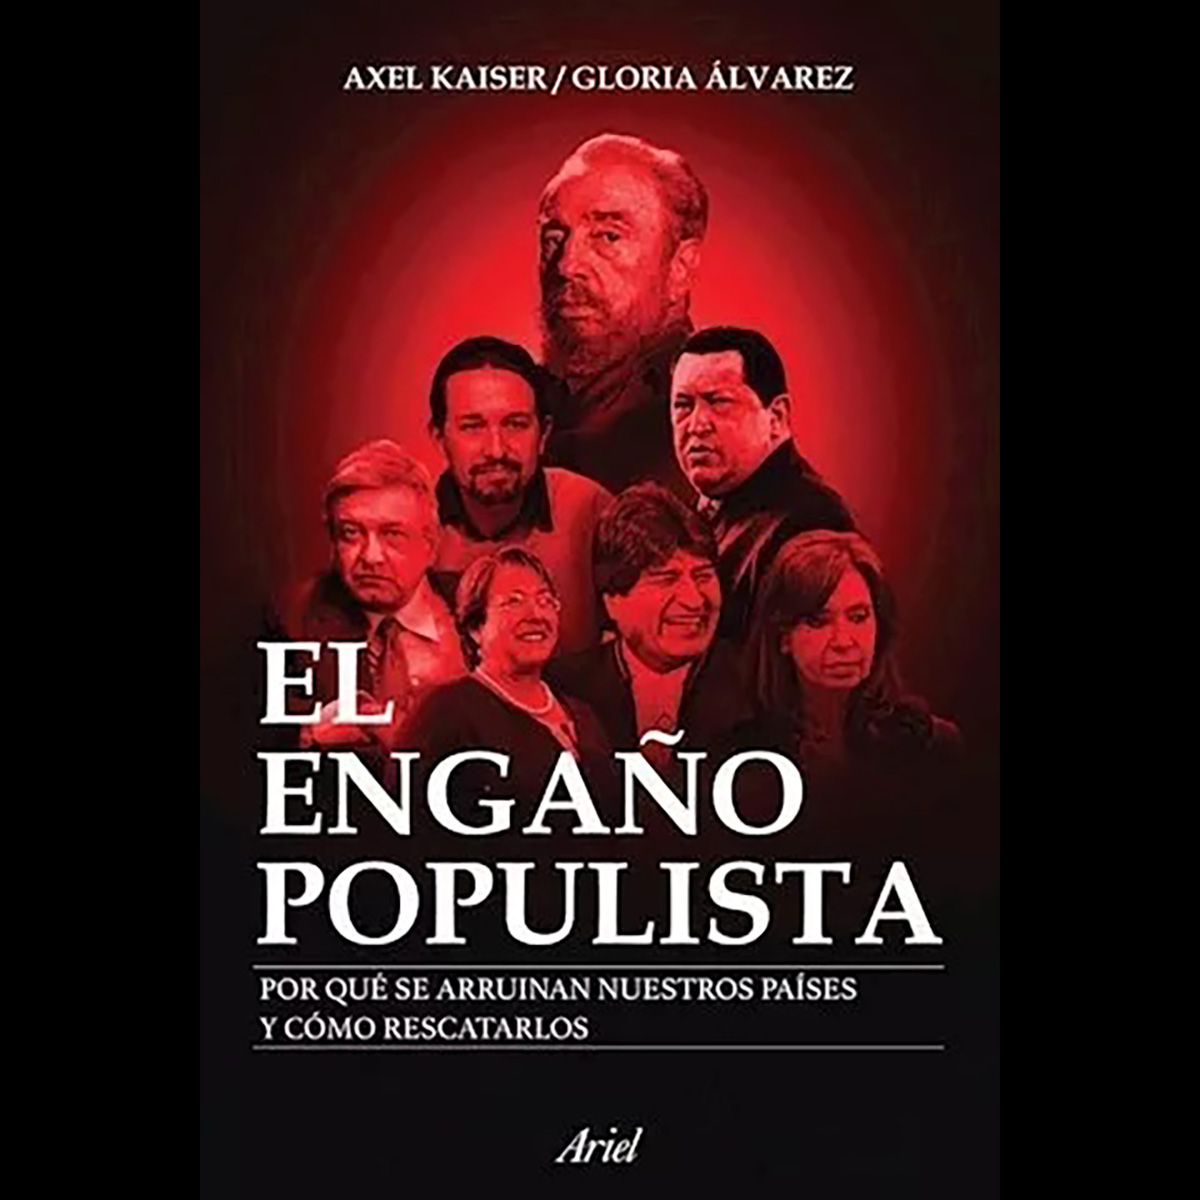 AXEL KAISER / GLORIA ÁLVAREZ
EL
ENGAÑO
POPULISTA
POR QUÉ SE ARRUINAN NUESTROS PAÍSES
Y CÓMO RESCATARLOS
Ariel